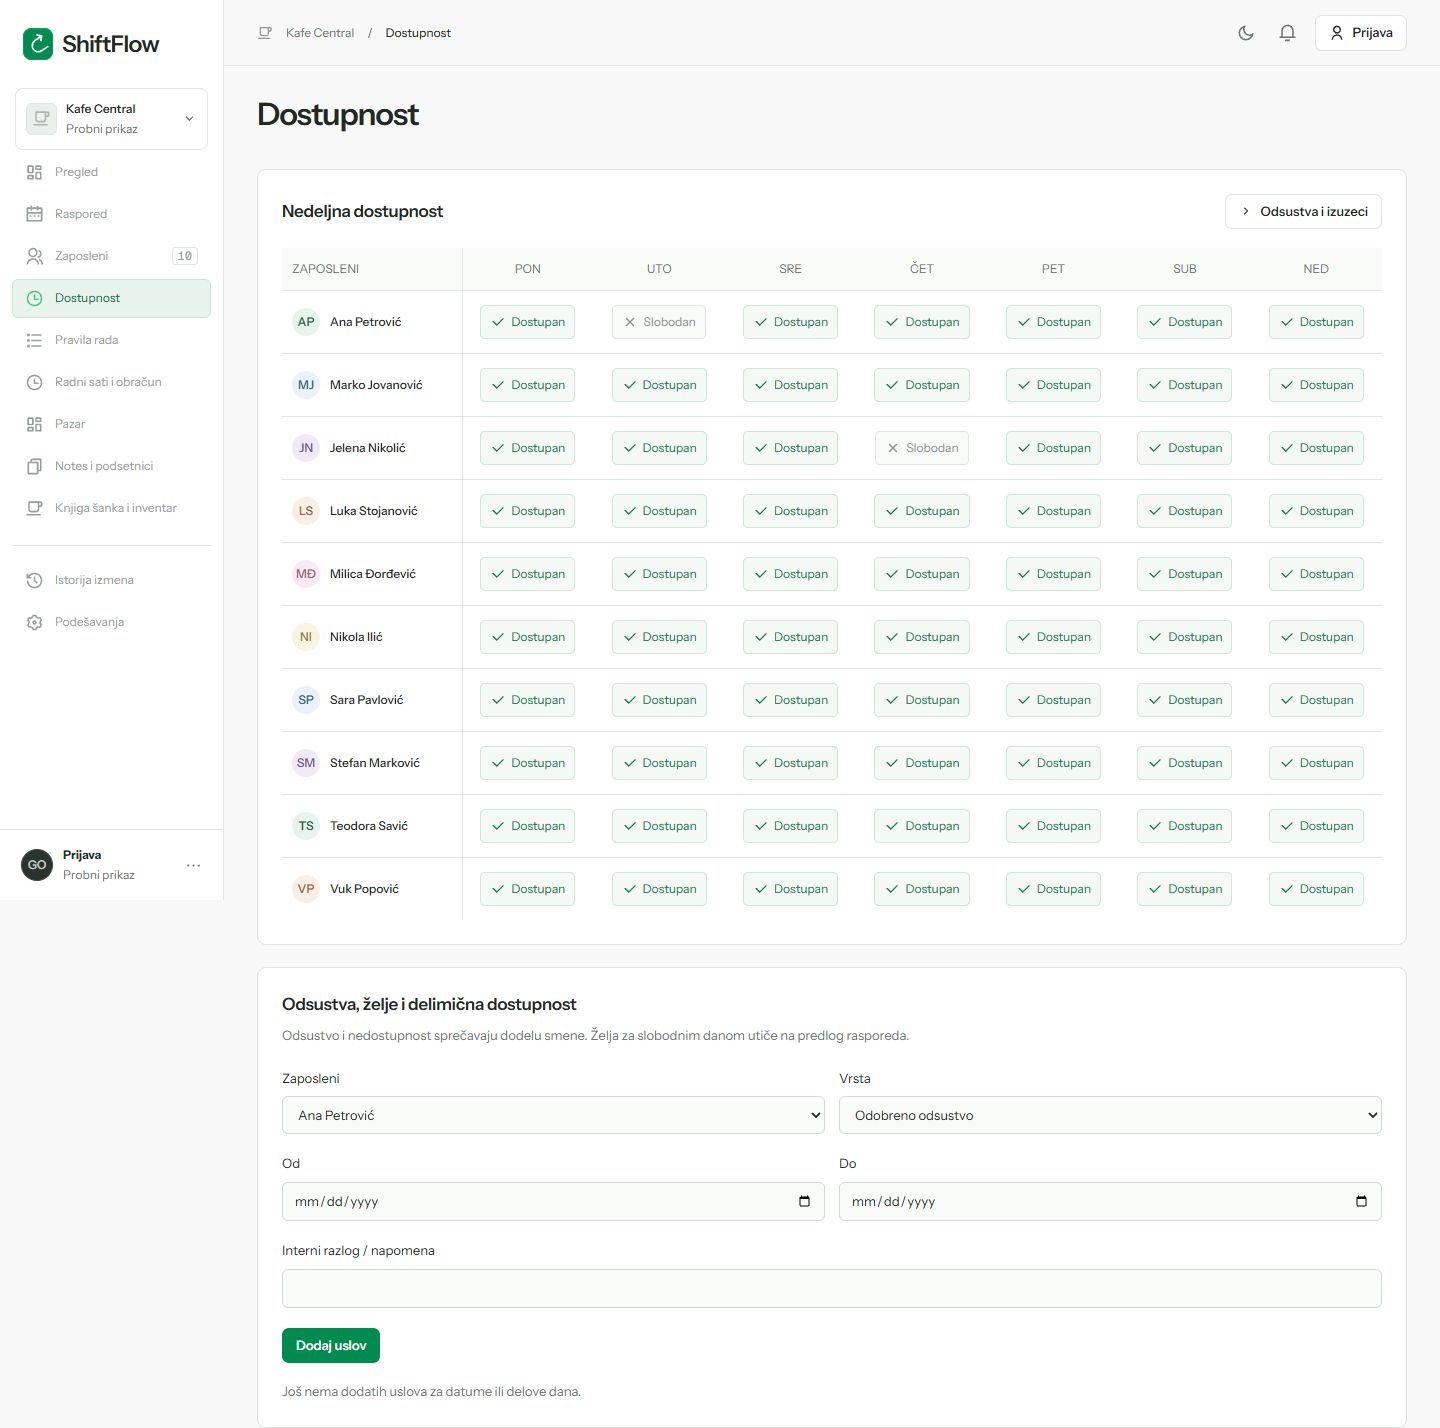 ShiftFlow
Kafe Central
Probni prikaz
Pregled
Raspored
Zaposleni 10
Dostupnost
Pravila rada
Radni sati i obračun
Pazar
Notes i podsetnici
Knjiga šanka i inventar
Istorija izmena
Podešavanja
GO
Prijava
Probni prikaz
Kafe Central / Dostupnost
Prijava
Dostupnost
Nedeljna dostupnost
Odsustva i izuzeci
ZAPOSLENI PON UTO SRE ČET PET SUB NED
AP Ana Petrović Dostupan Slobodan Dostupan Dostupan Dostupan Dostupan Dostupan
MJ Marko Jovanović Dostupan Dostupan Dostupan Dostupan Dostupan Dostupan Dostupan
JN Jelena Nikolić Dostupan Dostupan Dostupan Slobodan Dostupan Dostupan Dostupan
LS Luka Stojanović Dostupan Dostupan Dostupan Dostupan Dostupan Dostupan Dostupan
MĐ Milica Đorđević Dostupan Dostupan Dostupan Dostupan Dostupan Dostupan Dostupan
NI Nikola Ilić Dostupan Dostupan Dostupan Dostupan Dostupan Dostupan Dostupan
SP Sara Pavlović Dostupan Dostupan Dostupan Dostupan Dostupan Dostupan Dostupan
SM Stefan Marković Dostupan Dostupan Dostupan Dostupan Dostupan Dostupan Dostupan
TS Teodora Savić Dostupan Dostupan Dostupan Dostupan Dostupan Dostupan Dostupan
VP Vuk Popović Dostupan Dostupan Dostupan Dostupan Dostupan Dostupan Dostupan
Odsustva, želje i delimična dostupnost
Odsustvo i nedostupnost sprečavaju dodelu smene. Želja za slobodnim danom utiče na predlog rasporeda.
Zaposleni Vrsta
Ana Petrović Odobreno odsustvo
Od Do
mm/dd/yyyy mm/dd/yyyy
Interni razlog / napomena
Dodaj uslov
Još nema dodatih uslova za datume ili delove dana.